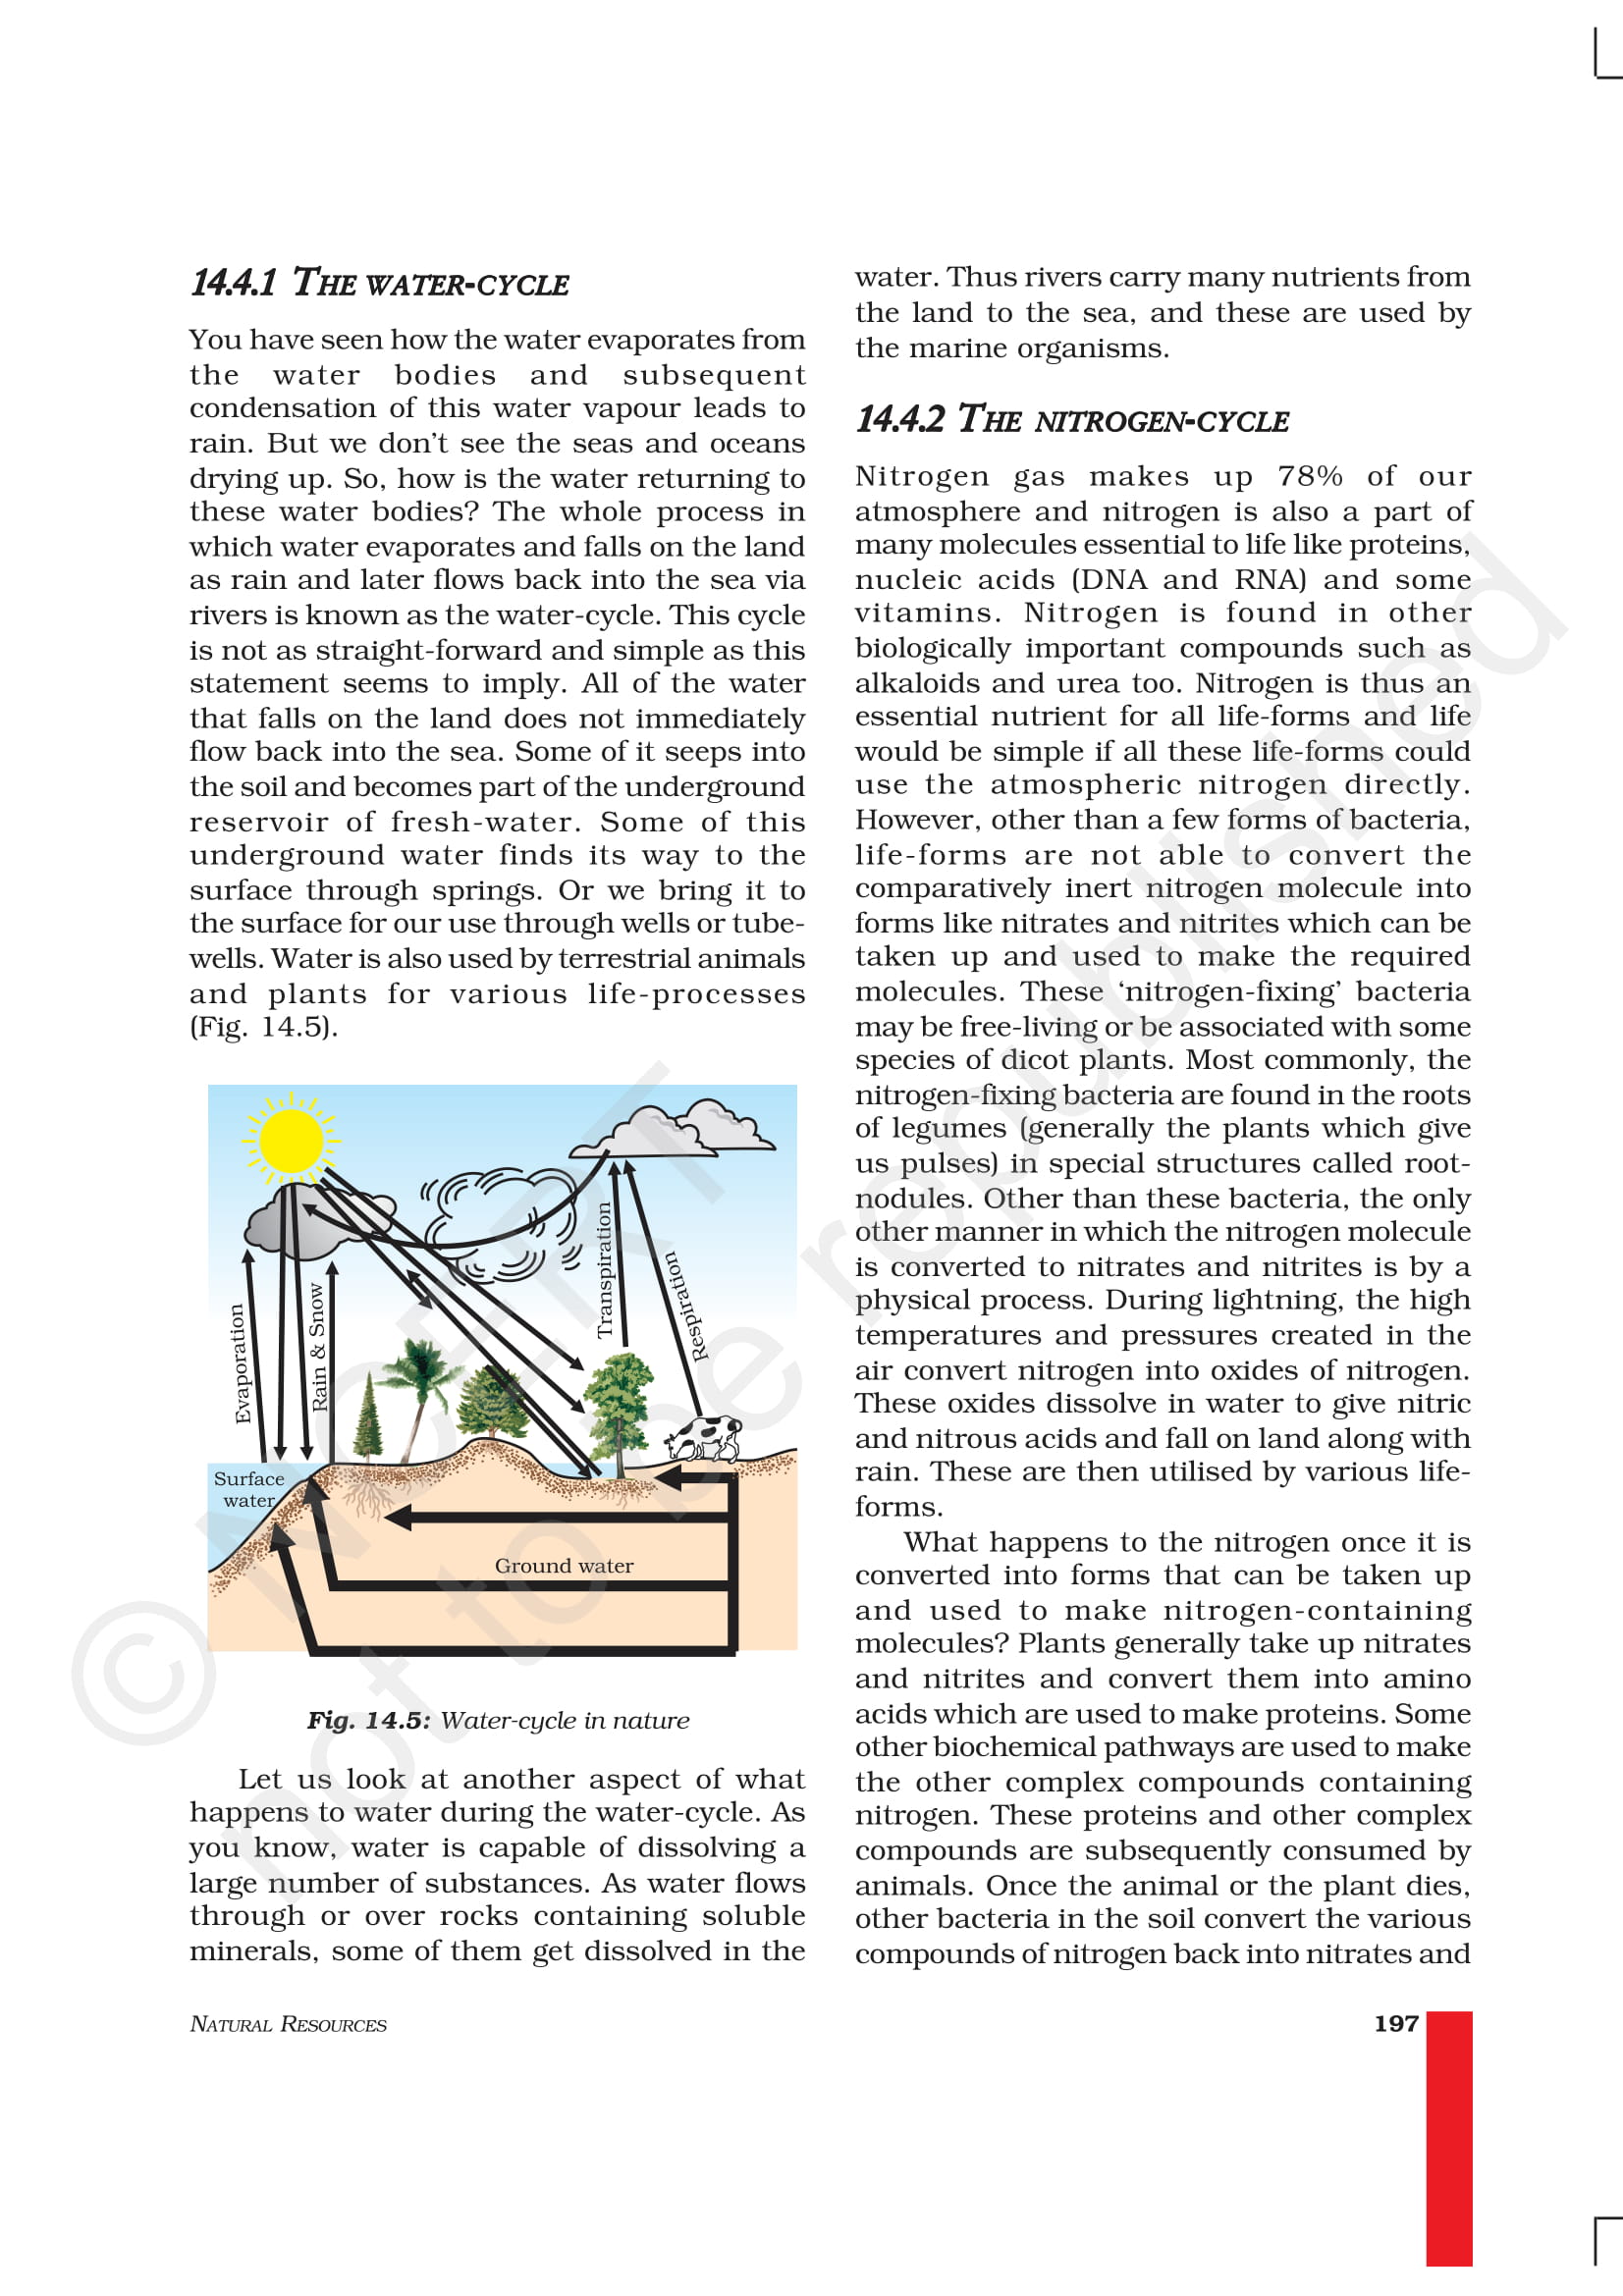 14.4.1 THE WATER-CYCLE
You have seen how the water evaporates from
the water bodies and subsequent
condensation of this water vapour leads to
rain. But we don’t see the seas and oceans
drying up. So, how is the water returning to
these water bodies? The whole process in
which water evaporates and falls on the land
as rain and later flows back into the sea via
rivers is known as the water-cycle. This cycle
is not as straight-forward and simple as this
statement seems to imply. All of the water
that falls on the land does not immediately
flow back into the sea. Some of it seeps into
the soil and becomes part of the underground
reservoir of fresh-water. Some of this
underground water finds its way to the
surface through springs. Or we bring it to
the surface for our use through wells or tube-
wells. Water is also used by terrestrial animals
and plants for various life-processes
(Fig. 14.5).
Evaporation
Rain & Snow
Transpiration
Respiration
Surface
water
Ground water
Fig. 14.5: Water-cycle in nature
Let us look at another aspect of what
happens to water during the water-cycle. As
you know, water is capable of dissolving a
large number of substances. As water flows
through or over rocks containing soluble
minerals, some of them get dissolved in the
water. Thus rivers carry many nutrients from
the land to the sea, and these are used by
the marine organisms.
14.4.2 THE NITROGEN-CYCLE
Nitrogen gas makes up 78% of our
atmosphere and nitrogen is also a part of
many molecules essential to life like proteins,
nucleic acids (DNA and RNA) and some
vitamins. Nitrogen is found in other
biologically important compounds such as
alkaloids and urea too. Nitrogen is thus an
essential nutrient for all life-forms and life
would be simple if all these life-forms could
use the atmospheric nitrogen directly.
However, other than a few forms of bacteria,
life-forms are not able to convert the
comparatively inert nitrogen molecule into
forms like nitrates and nitrites which can be
taken up and used to make the required
molecules. These ‘nitrogen-fixing’ bacteria
may be free-living or be associated with some
species of dicot plants. Most commonly, the
nitrogen-fixing bacteria are found in the roots
of legumes (generally the plants which give
us pulses) in special structures called root-
nodules. Other than these bacteria, the only
other manner in which the nitrogen molecule
is converted to nitrates and nitrites is by a
physical process. During lightning, the high
temperatures and pressures created in the
air convert nitrogen into oxides of nitrogen.
These oxides dissolve in water to give nitric
and nitrous acids and fall on land along with
rain. These are then utilised by various life-
forms.
What happens to the nitrogen once it is
converted into forms that can be taken up
and used to make nitrogen-containing
molecules? Plants generally take up nitrates
and nitrites and convert them into amino
acids which are used to make proteins. Some
other biochemical pathways are used to make
the other complex compounds containing
nitrogen. These proteins and other complex
compounds are subsequently consumed by
animals. Once the animal or the plant dies,
other bacteria in the soil convert the various
compounds of nitrogen back into nitrates and
NATURAL RESOURCES
197
© NCERT
not to be republished